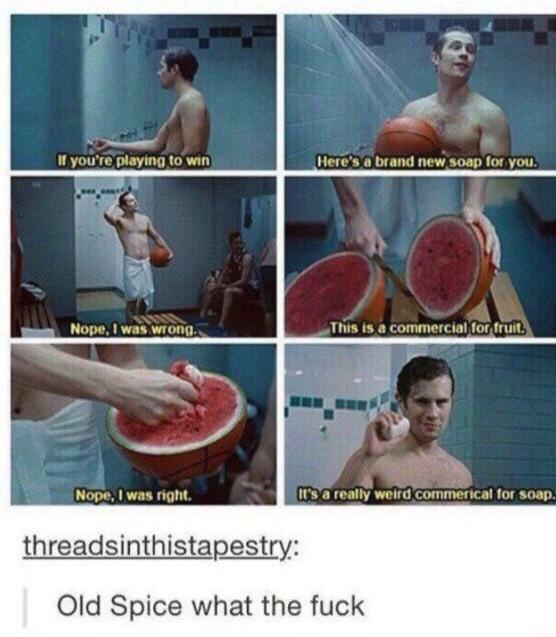 If you're playing to win
Here's a brand new soap for you.
Nope, I was wrong.
This is a commercial for fruit.
Nope, I was right.
It's a really weird commerical for soap.
threadsinthistapestry:
Old Spice what the fuck